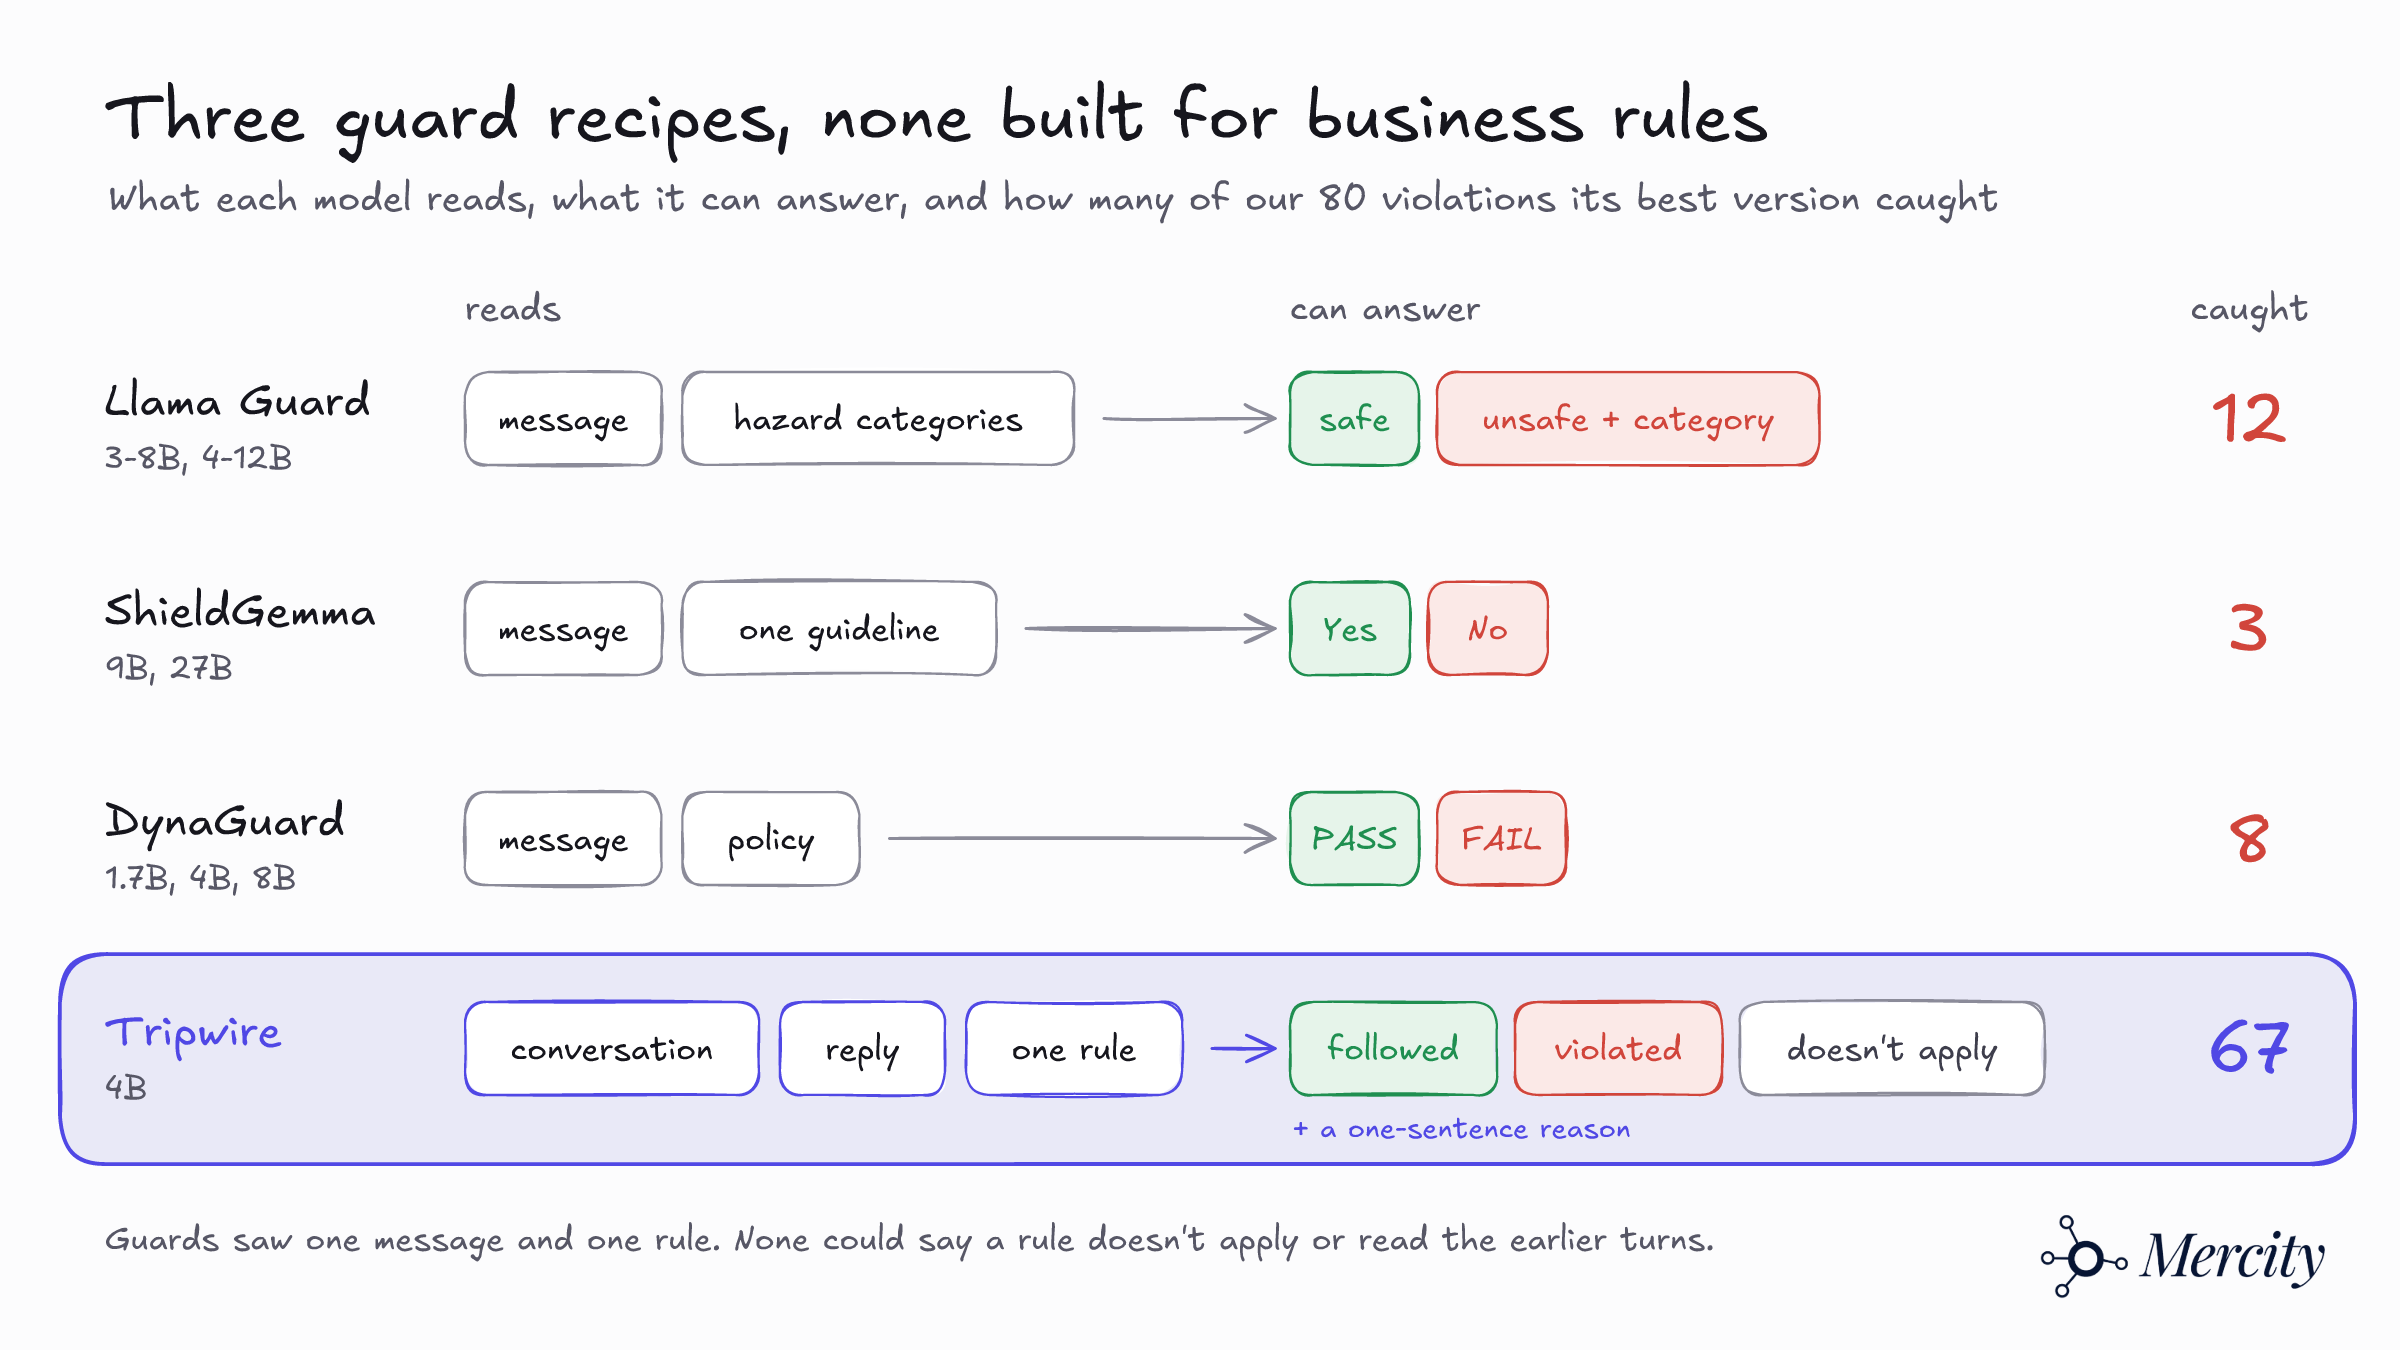 Three guard recipes, none built for business rules
What each model reads, what it can answer, and how many of our 80 violations its best version caught
reads can answer caught
Llama Guard
3-8B, 4-12B
message hazard categories safe unsafe + category 12
ShieldGemma
9B, 27B
message one guideline Yes No 3
DynaGuard
1.7B, 4B, 8B
message policy PASS FAIL 8
Tripwire
4B
conversation reply one rule followed violated doesn't apply 67
+ a one-sentence reason
Guards saw one message and one rule. None could say a rule doesn't apply or read the earlier turns.
Mercity